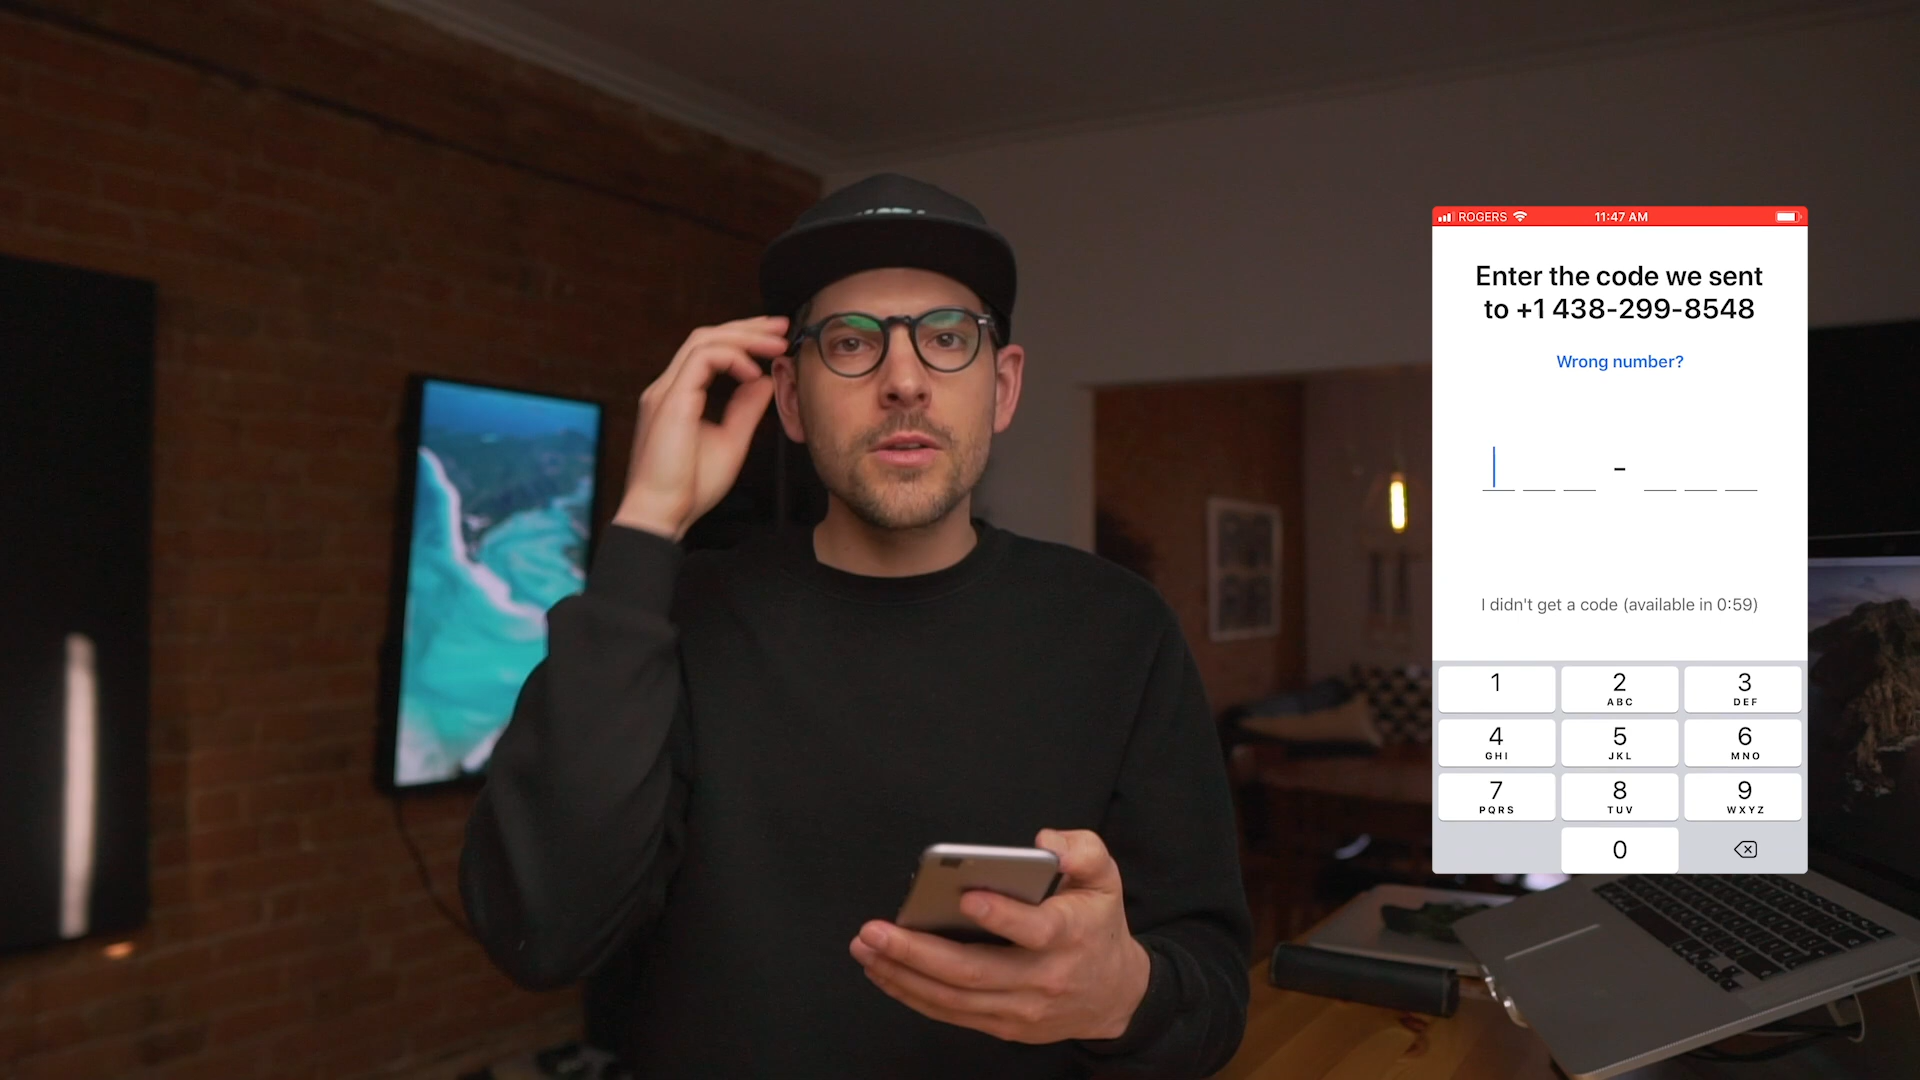 ROGERS 11:47 AM
Enter the code we sent
to +1 438-299-8548
Wrong number?
-
I didn't get a code (available in 0:59)
1 2 3
ABC DEF
4 5 6
GHI JKL MNO
7 8 9
PQRS TUV WXYZ
0